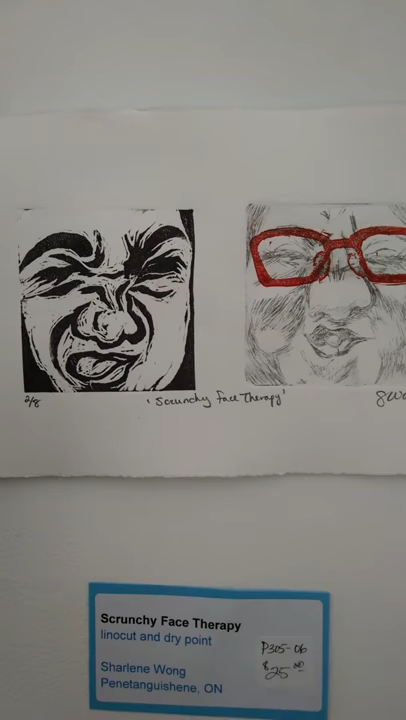 2/8
'Scrunchy Face Therapy'
Scrunchy Face Therapy
linocut and dry point
P305-06
$25.00
Sharlene Wong
Penetanguishene, ON